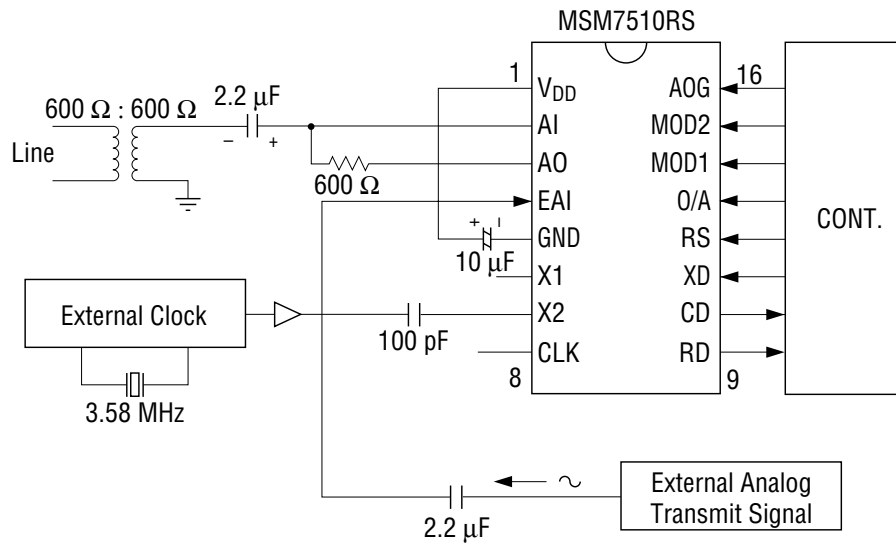 MSM7510RS
1
16
V_DD
AOG
2.2 μF
600 Ω : 600 Ω
AI
MOD2
− +
Line
AO
MOD1
600 Ω
EAI
O/A
CONT.
+ −
GND
RS
10 μF
X1
XD
External Clock
X2
CD
100 pF
CLK
RD
8
9
3.58 MHz
External Analog
Transmit Signal
2.2 μF